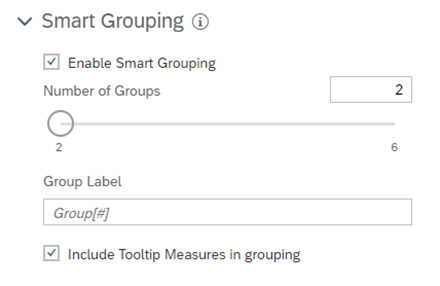 Smart Grouping
Enable Smart Grouping
Number of Groups 2
2 6
Group Label
Group[#]
Include Tooltip Measures in grouping